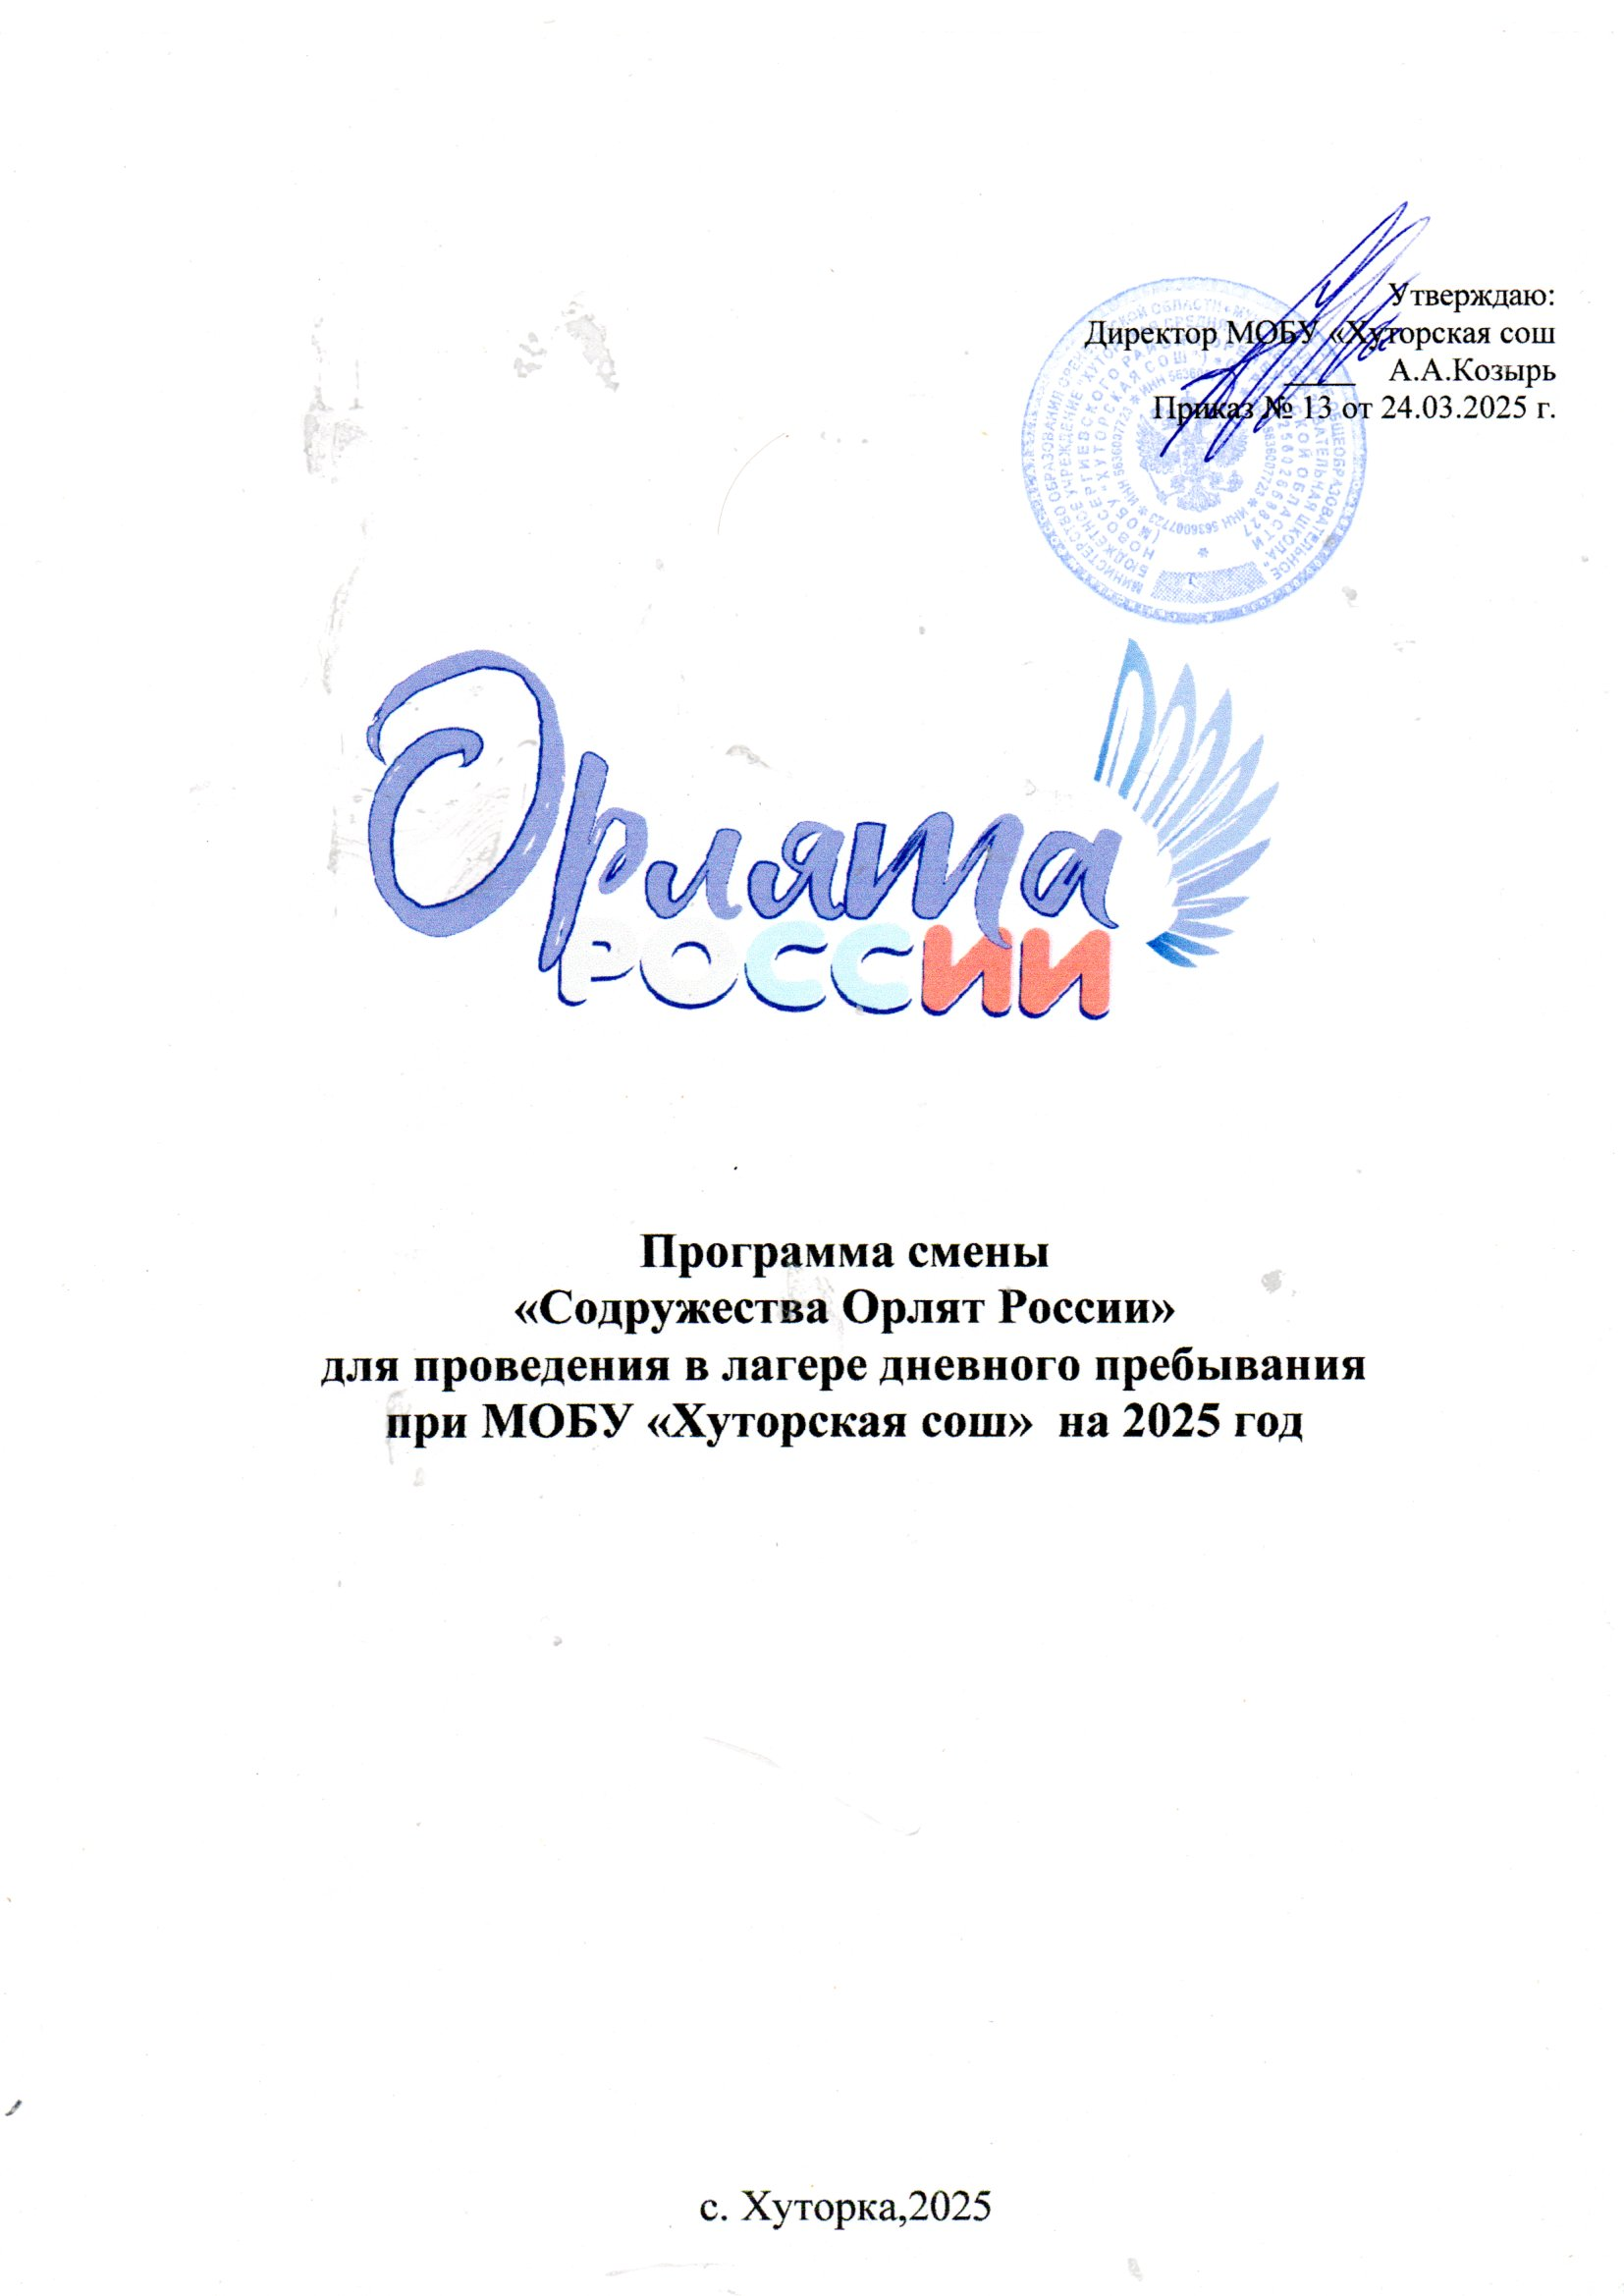 Утверждаю:
Директор МОБУ «Хуторская сош
____ А.А.Козырь
Приказ № 13 от 24.03.2025 г.
Орлята
РОССИИ
Программа смены
«Содружества Орлят России»
для проведения в лагере дневного пребывания
при МОБУ «Хуторская сош» на 2025 год
с. Хуторка,2025